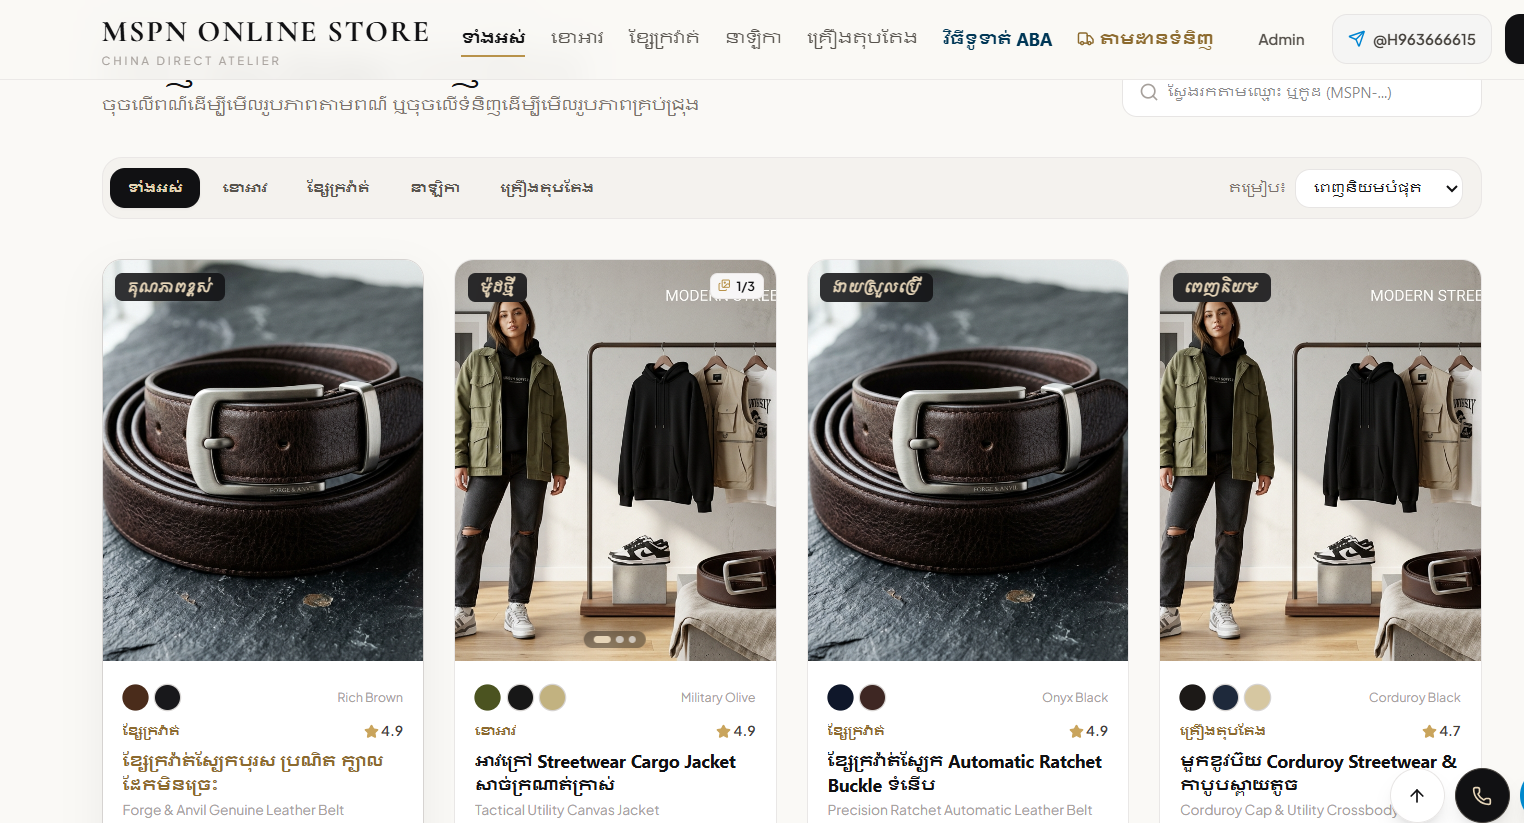 MSPN ONLINE STORE
CHINA DIRECT ATELIER
ទាំងអស់
ខោអាវ
ខ្សែក្រវ៉ាត់
នាឡិកា
គ្រឿងតុបតែង
វិធីទូទាត់ ABA
តាមដានទំនិញ
Admin
@H963666615
ចុចលើពណ៌ដើម្បីមើលរូបភាពតាមពណ៌ ឬចុចលើទំនិញដើម្បីមើលរូបភាពគ្រប់ជ្រុង
ស្វែងរកតាមឈ្មោះ ឬកូដ (MSPN-...)
ទាំងអស់
ខោអាវ
ខ្សែក្រវ៉ាត់
នាឡិកា
គ្រឿងតុបតែង
តម្រៀប៖
ពេញនិយមបំផុត
គុណភាពខ្ពស់
FORGE & ANVIL
Rich Brown
ខ្សែក្រវ៉ាត់
4.9
ខ្សែក្រវ៉ាត់ស្បែកបុរស ប្រណិត ក្បាល
ដែកមិនច្រេះ
Forge & Anvil Genuine Leather Belt
ម៉ូដថ្មី
1/3
MODERN STREE
Military Olive
ខោអាវ
4.9
អាវក្រៅ Streetwear Cargo Jacket
សាច់ក្រណាត់ក្រាស់
Tactical Utility Canvas Jacket
ងាយស្រួលប្រើ
FORGE & ANVIL
Onyx Black
ខ្សែក្រវ៉ាត់
4.9
ខ្សែក្រវ៉ាត់ស្បែក Automatic Ratchet
Buckle ទំនើប
Precision Ratchet Automatic Leather Belt
ពេញនិយម
MODERN STREE
Corduroy Black
គ្រឿងតុបតែង
4.7
មួកខូវប៊យ Corduroy Streetwear &
កាបូបស្ពាយតូច
Corduroy Cap & Utility Crossbody